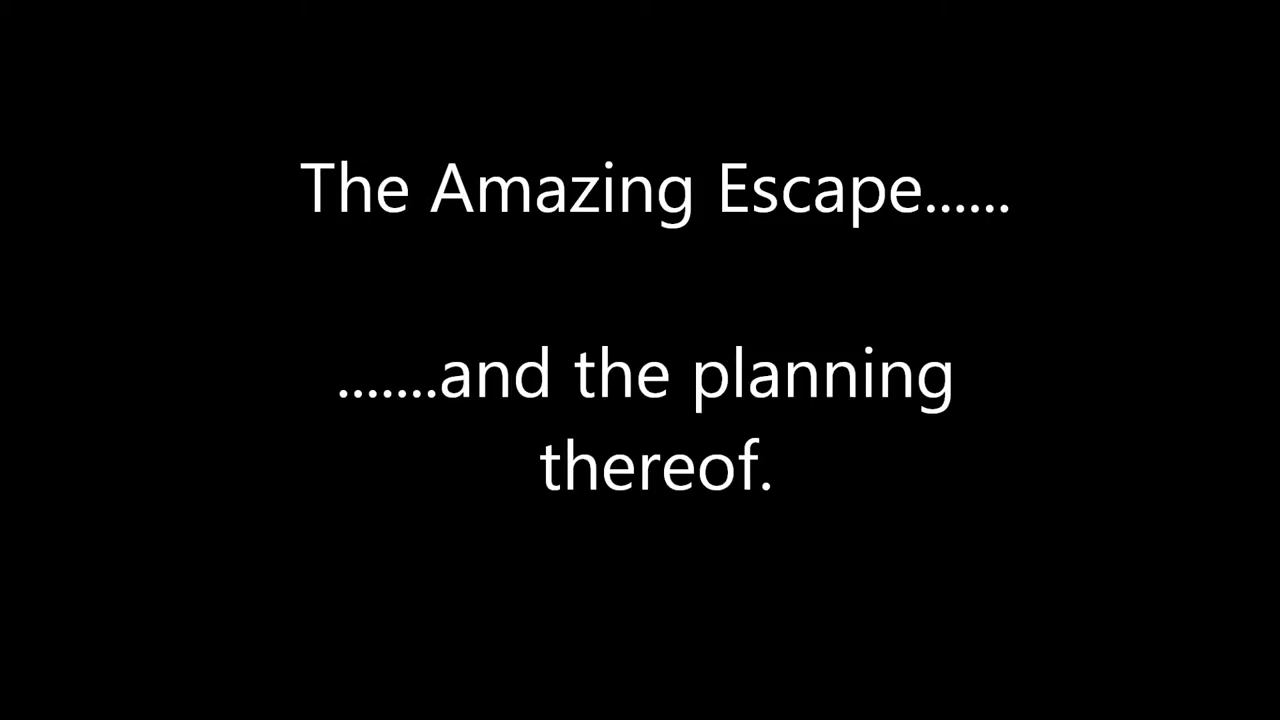 The Amazing Escape......
.......and the planning
thereof.